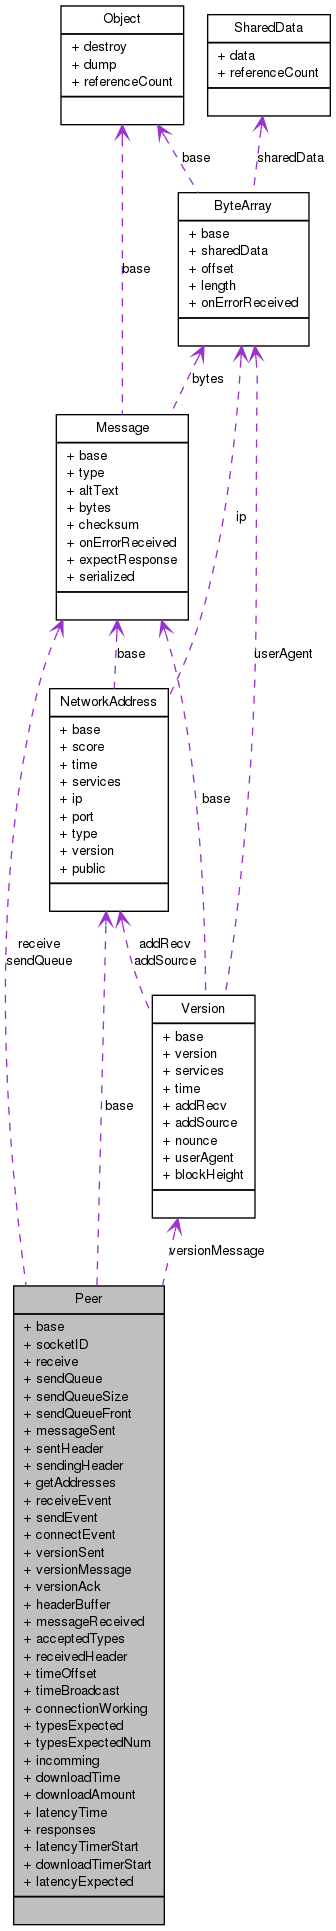 Object
+ destroy
+ dump
+ referenceCount
SharedData
+ data
+ referenceCount
base
sharedData
ByteArray
+ base
+ sharedData
+ offset
+ length
+ onErrorReceived
base
bytes
Message
+ base
+ type
+ altText
+ bytes
+ checksum
+ onErrorReceived
+ expectResponse
+ serialized
ip
base
userAgent
NetworkAddress
+ base
+ score
+ time
+ services
+ ip
+ port
+ type
+ version
+ public
base
receive
sendQueue
addRecv
addSource
Version
+ base
+ version
+ services
+ time
+ addRecv
+ addSource
+ nounce
+ userAgent
+ blockHeight
base
versionMessage
Peer
+ base
+ socketID
+ receive
+ sendQueue
+ sendQueueSize
+ sendQueueFront
+ messageSent
+ sentHeader
+ sendingHeader
+ getAddresses
+ receiveEvent
+ sendEvent
+ connectEvent
+ versionSent
+ versionMessage
+ versionAck
+ headerBuffer
+ messageReceived
+ acceptedTypes
+ receivedHeader
+ timeOffset
+ timeBroadcast
+ connectionWorking
+ typesExpected
+ typesExpectedNum
+ incomming
+ downloadTime
+ downloadAmount
+ latencyTime
+ responses
+ latencyTimerStart
+ downloadTimerStart
+ latencyExpected